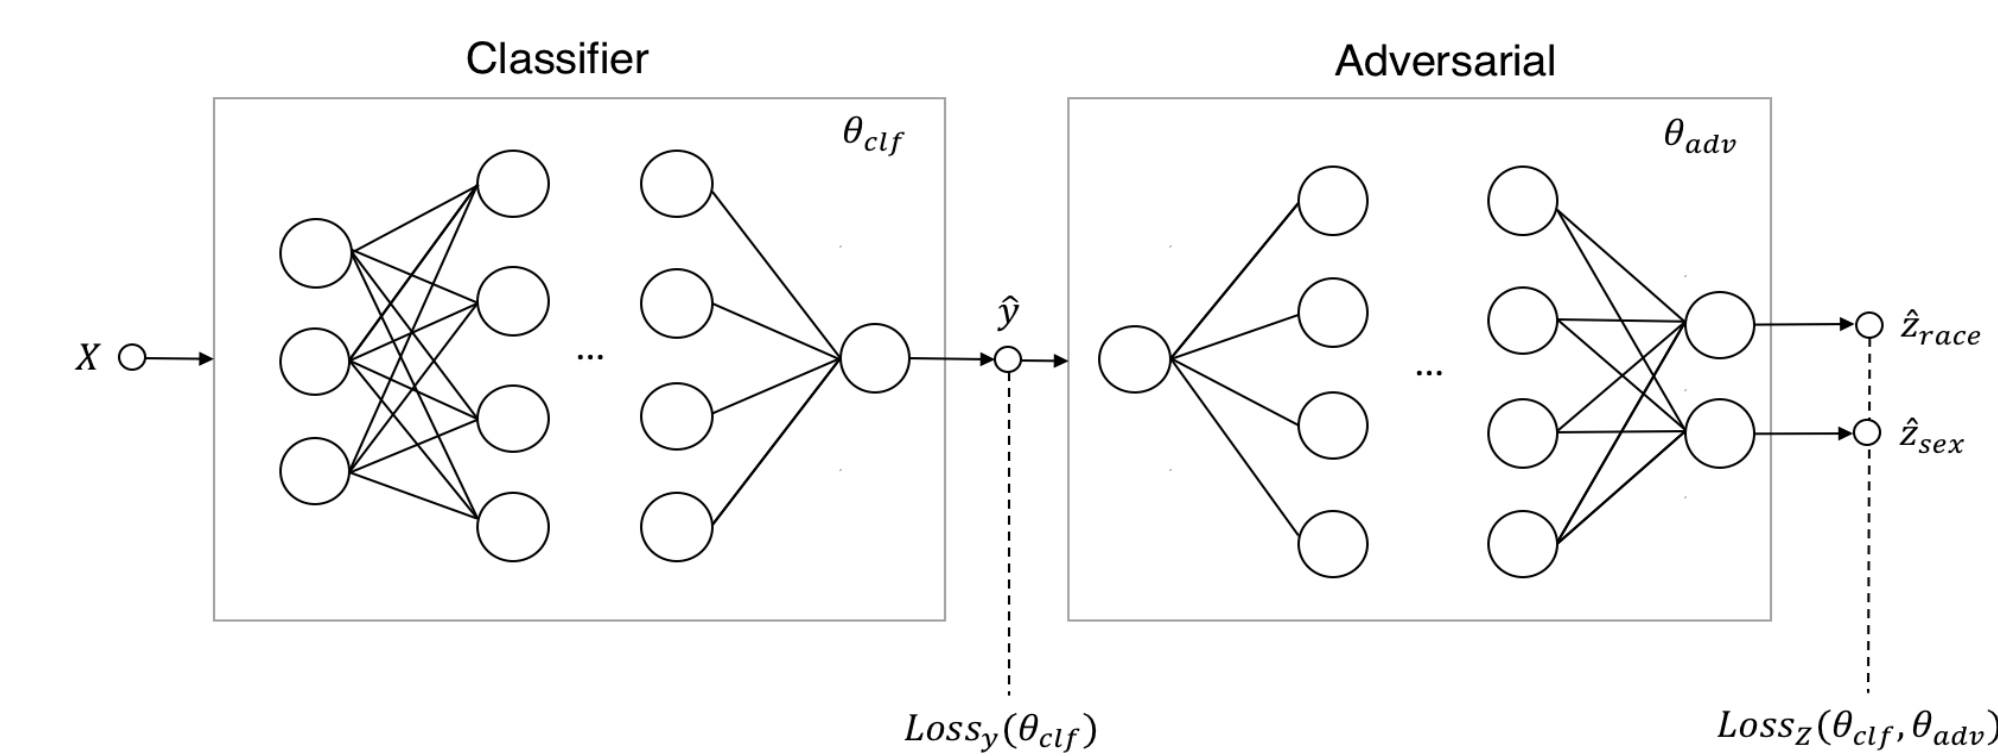 Classifier
Adversarial
θ_clf
θ_adv
X
...
ŷ
...
ẑ_race
ẑ_sex
Loss_y(θ_clf)
Loss_Z(θ_clf, θ_adv)